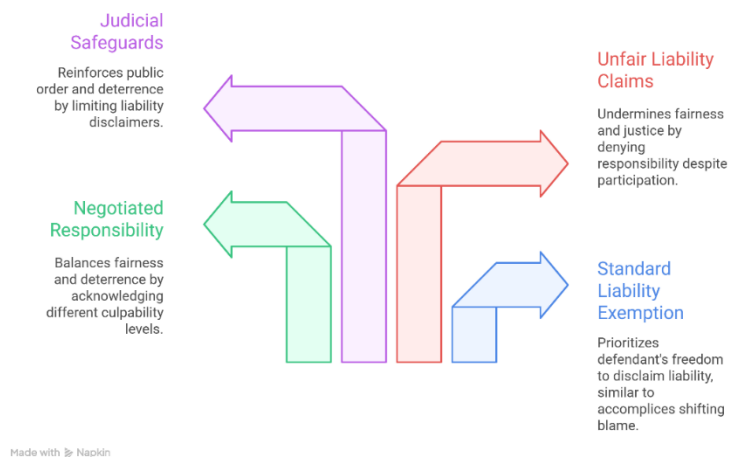 Judicial
Safeguards
Reinforces public
order and deterrence
by limiting liability
disclaimers.
Negotiated
Responsibility
Balances fairness
and deterrence by
acknowledging
different culpability
levels.
Unfair Liability
Claims
Undermines fairness
and justice by
denying
responsibility despite
participation.
Standard
Liability
Exemption
Prioritizes
defendant's freedom
to disclaim liability,
similar to
accomplices shifting
blame.
Made with Napkin